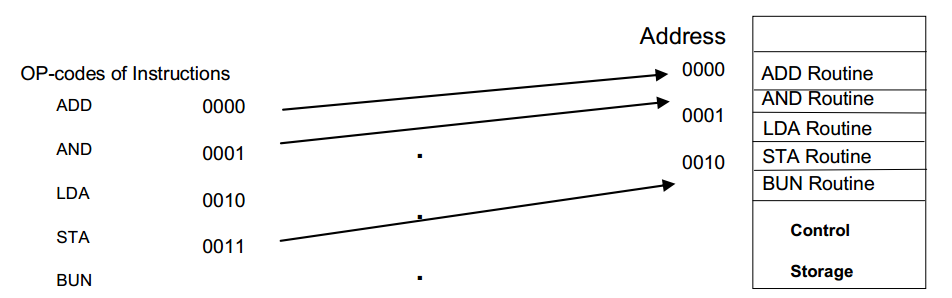 Address
OP-codes of Instructions
0000
ADD Routine
ADD 0000
AND Routine
0001
LDA Routine
AND 0001
0010
STA Routine
LDA 0010
BUN Routine
STA 0011
Control
BUN
Storage